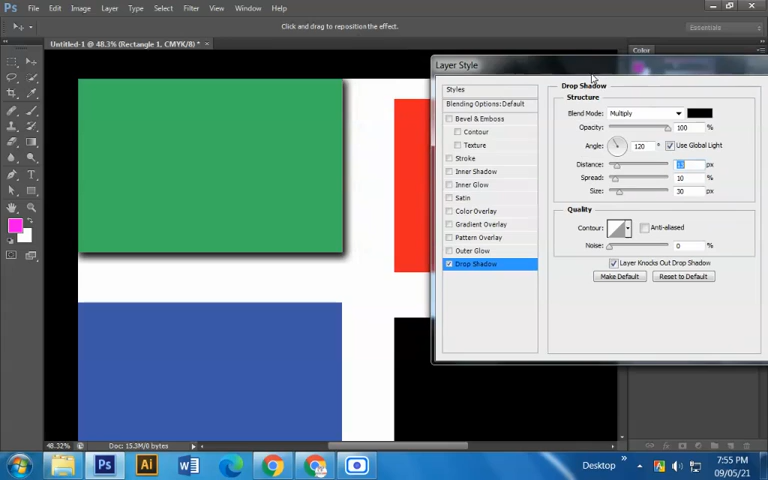 Ps File Edit Image Layer Type Select Filter View Window Help
Click and drag to reposition the effect.
Essentials
Untitled-1 @ 48.3% (Rectangle 1, CMYK/8) * ×
Color
Layer Style
Styles
Blending Options: Default
Bevel & Emboss
Contour
Texture
Stroke
Inner Shadow
Inner Glow
Satin
Color Overlay
Gradient Overlay
Pattern Overlay
Outer Glow
Drop Shadow
Drop Shadow
Structure
Blend Mode: Multiply
Opacity: 100 %
Angle: 120 ° Use Global Light
Distance: px
Spread: 10 %
Size: 30 px
Quality
Contour: Anti-aliased
Noise: 0 %
Layer Knocks Out Drop Shadow
Make Default Reset to Default
48.32% Doc: 15.3M/0 bytes
Ps Ai W Desktop » 7:55 PM
09/05/21